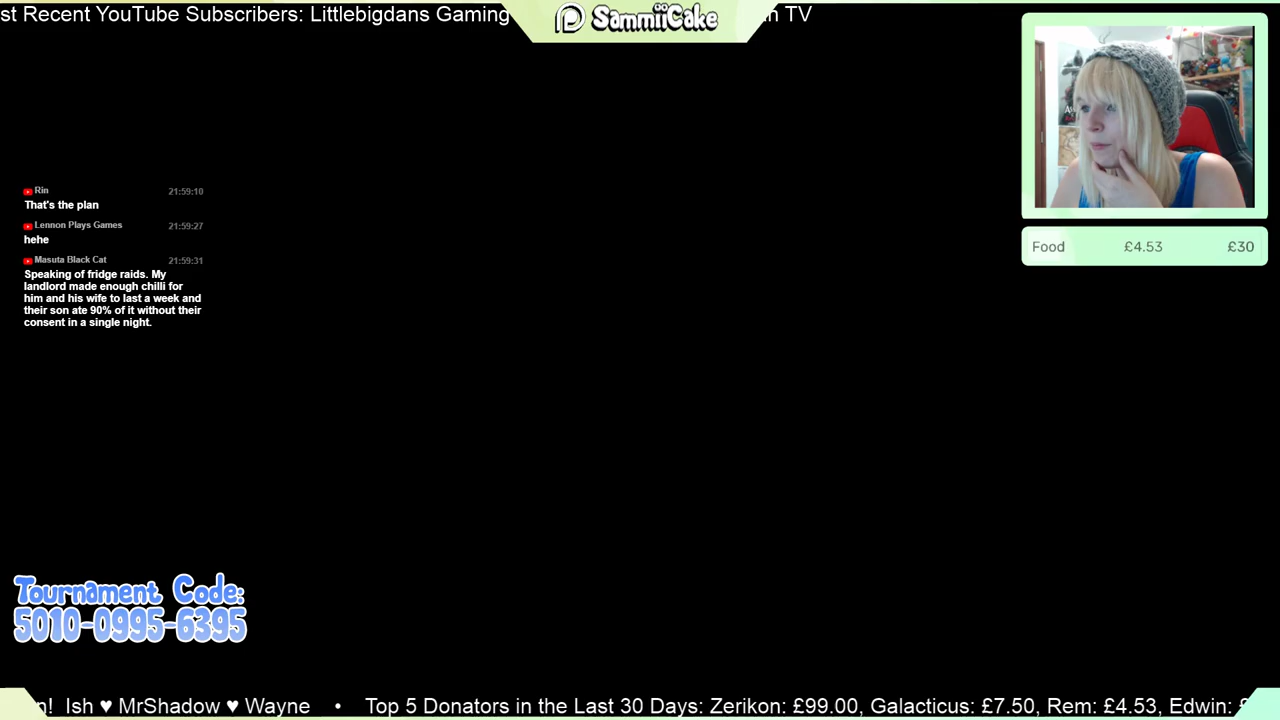 st Recent YouTube Subscribers: Littlebigdans Gaming
SammiiCake
TV
Rin 21:59:10
That's the plan
Lennon Plays Games 21:59:27
hehe
Masuta Black Cat 21:59:31
Speaking of fridge raids. My
landlord made enough chilli for
him and his wife to last a week and
their son ate 90% of it without their
consent in a single night.
Food £4.53 £30
Tournament Code:
5010-0995-6395
! Ish ♥ MrShadow ♥ Wayne • Top 5 Donators in the Last 30 Days: Zerikon: £99.00, Galacticus: £7.50, Rem: £4.53, Edwin: £